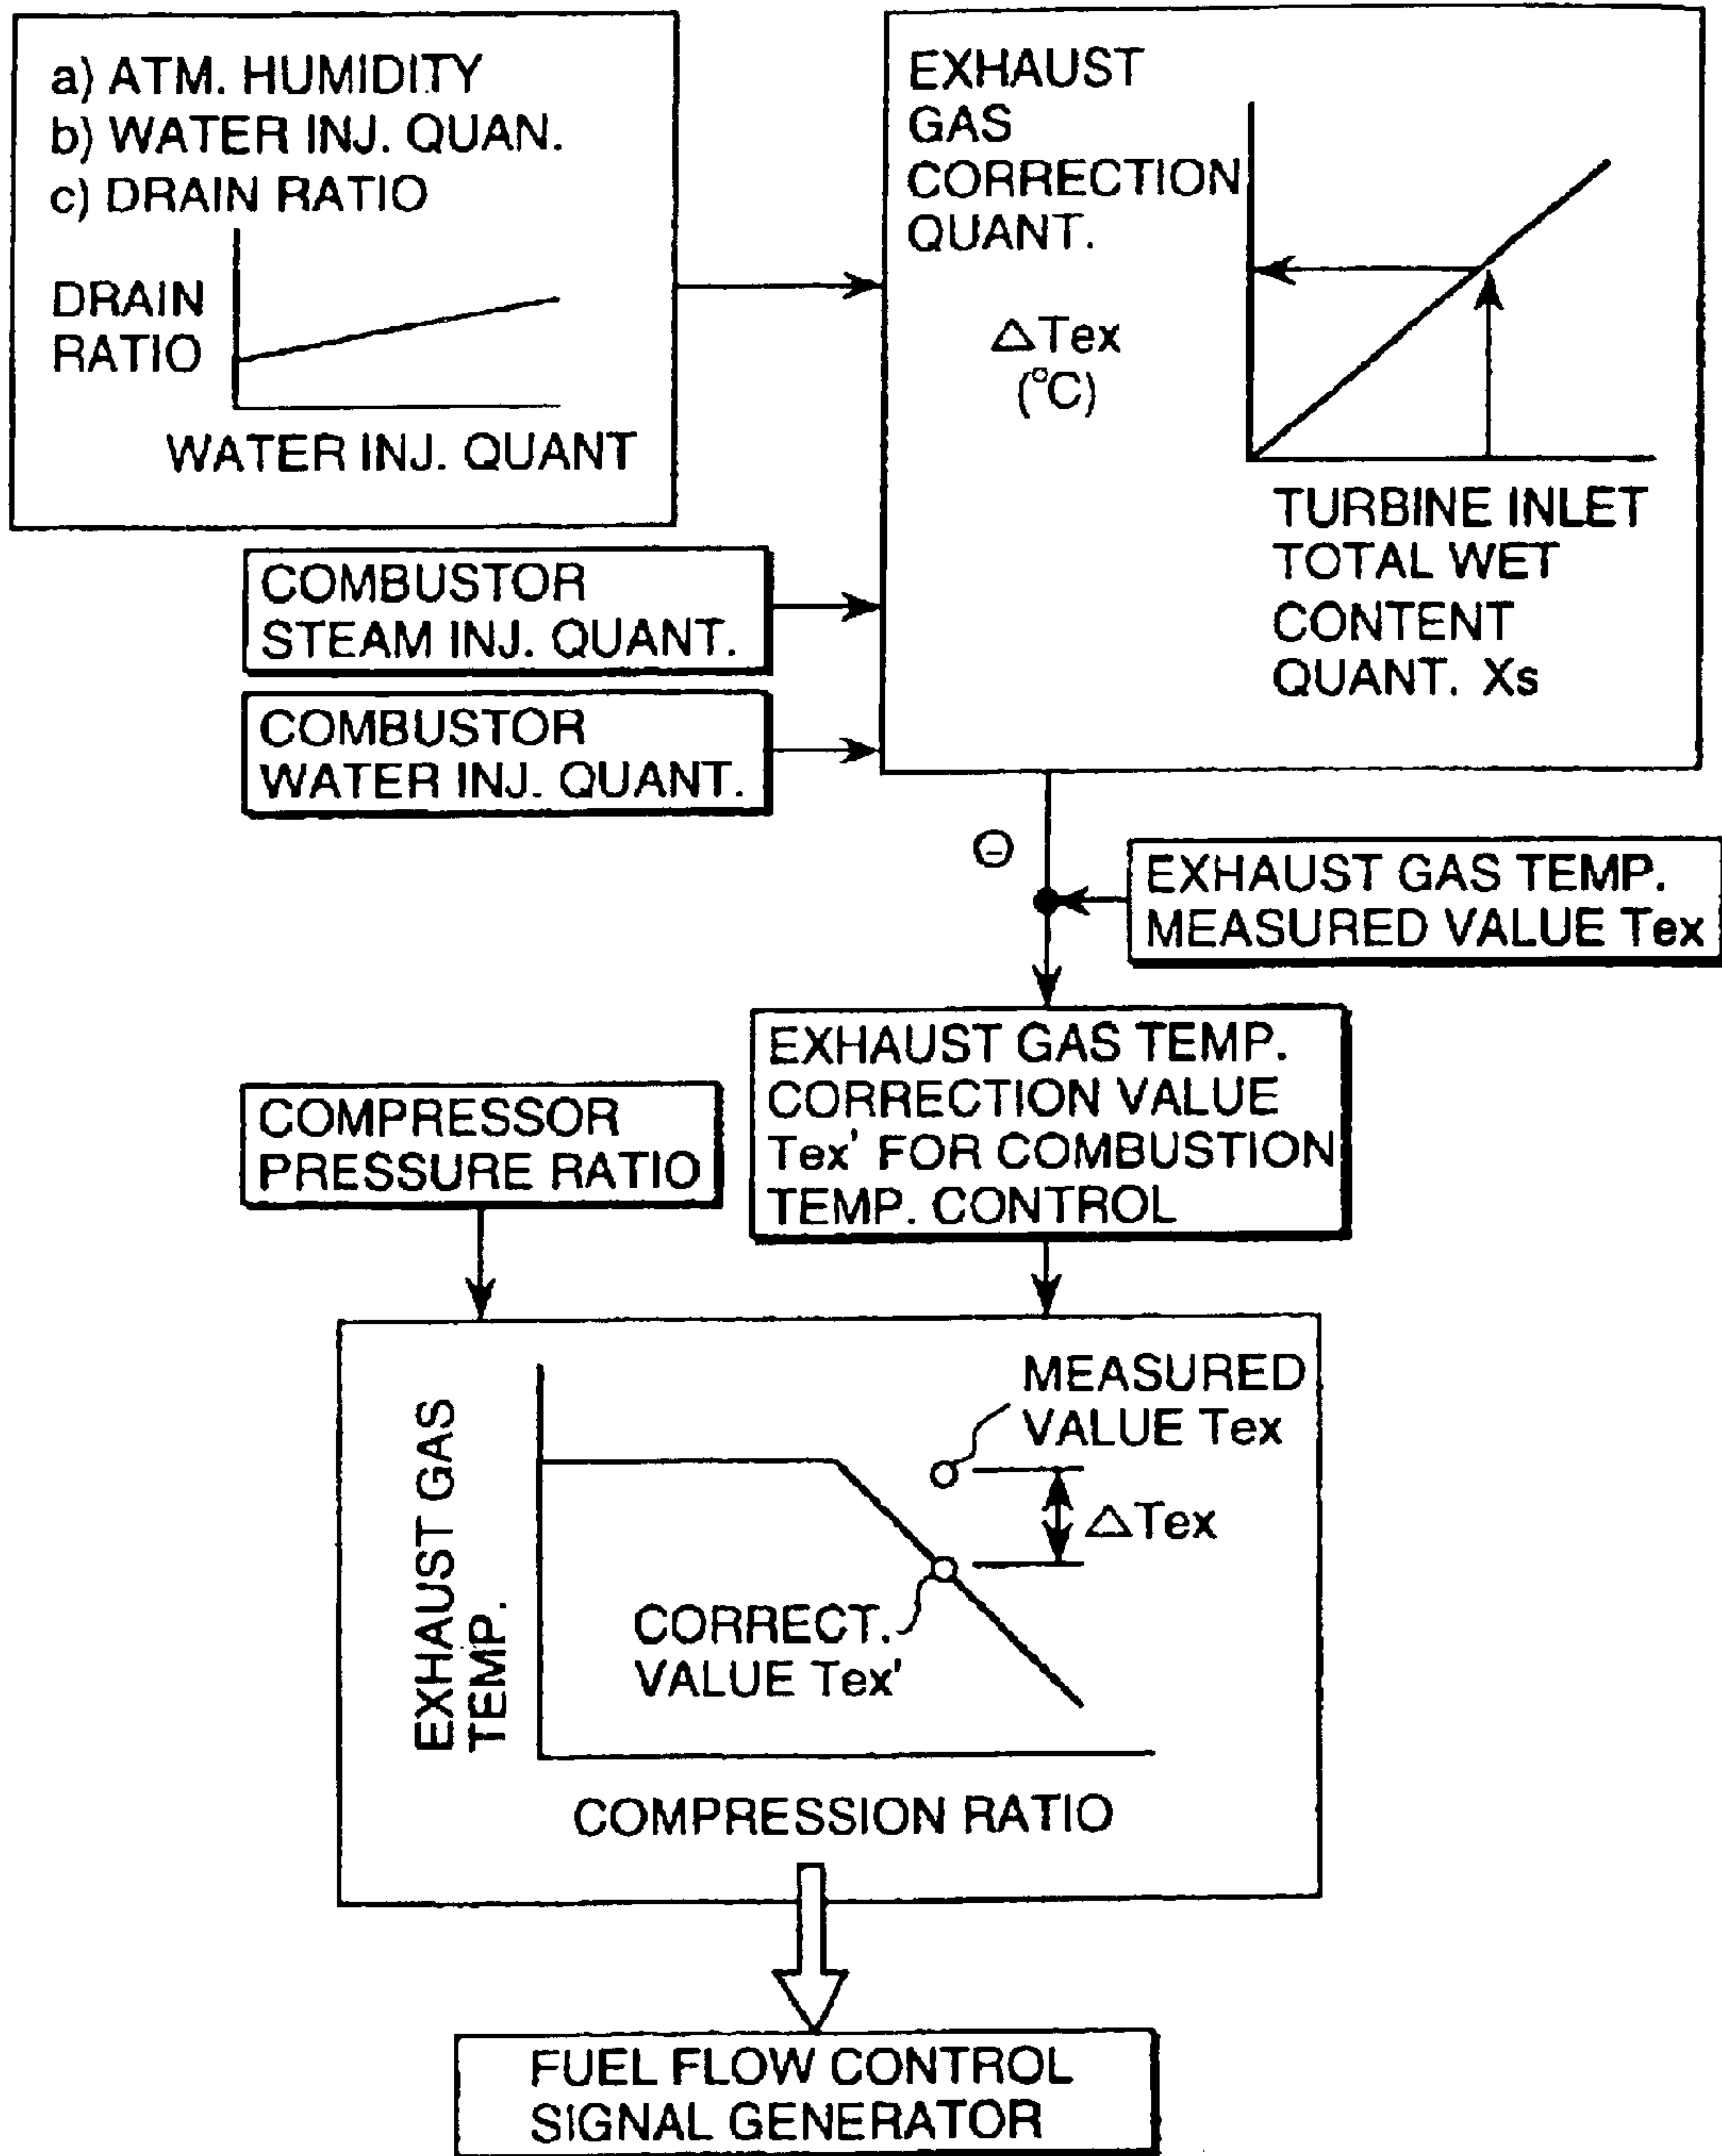 a) ATM. HUMIDITY
b) WATER INJ. QUAN.
c) DRAIN RATIO
DRAIN
RATIO
WATER INJ. QUANT
EXHAUST
GAS
CORRECTION
QUANT.
△Tex
(°C)
TURBINE INLET
TOTAL WET
CONTENT
QUANT. Xs
COMBUSTOR
STEAM INJ. QUANT.
COMBUSTOR
WATER INJ. QUANT.
⊖
EXHAUST GAS TEMP.
MEASURED VALUE Tex
EXHAUST GAS TEMP.
CORRECTION VALUE
Tex' FOR COMBUSTION
TEMP. CONTROL
COMPRESSOR
PRESSURE RATIO
EXHAUST GAS
TEMP.
MEASURED
VALUE Tex
△Tex
CORRECT.
VALUE Tex'
COMPRESSION RATIO
FUEL FLOW CONTROL
SIGNAL GENERATOR